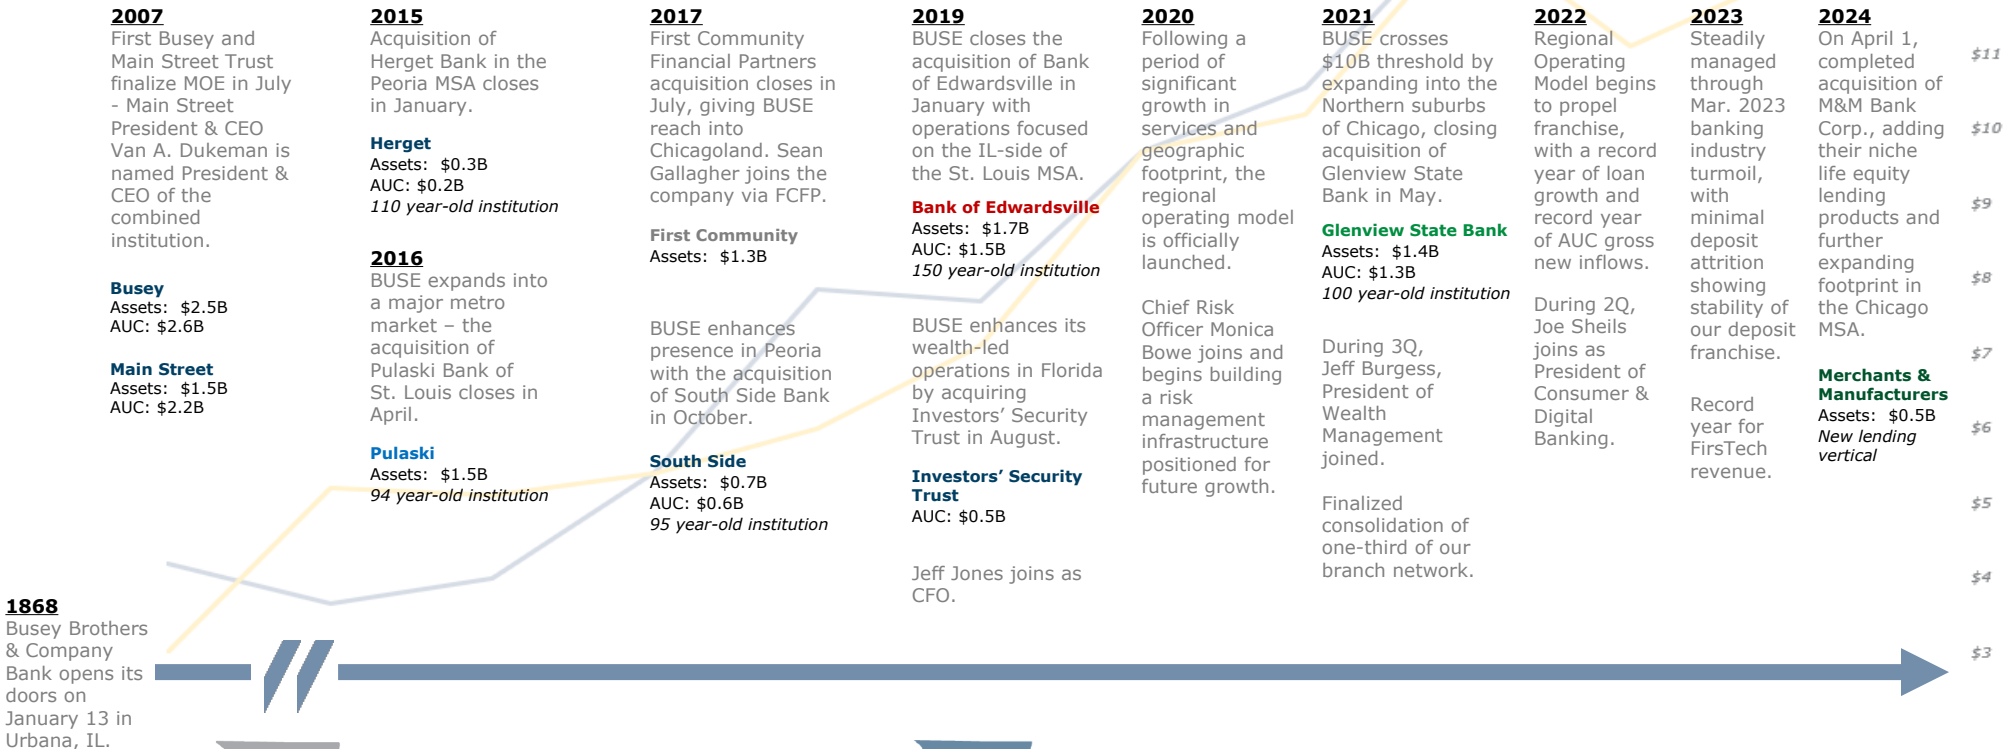 2007
First Busey and
Main Street Trust
finalize MOE in July
- Main Street
President & CEO
Van A. Dukeman is
named President &
CEO of the
combined
institution.
Busey
Assets:  $2.5B
AUC: $2.6B
Main Street
Assets:  $1.5B
AUC: $2.2B
2015
Acquisition of
Herget Bank in the
Peoria MSA closes
in January.
Herget
Assets:  $0.3B
AUC: $0.2B
110 year-old institution
2016
BUSE expands into
a major metro
market – the
acquisition of
Pulaski Bank of
St. Louis closes in
April.
Pulaski
Assets:  $1.5B
94 year-old institution
2017
First Community
Financial Partners
acquisition closes in
July, giving BUSE
reach into
Chicagoland. Sean
Gallagher joins the
company via FCFP.
First Community
Assets:  $1.3B
BUSE enhances
presence in Peoria
with the acquisition
of South Side Bank
in October.
South Side
Assets:  $0.7B
AUC: $0.6B
95 year-old institution
2019
BUSE closes the
acquisition of Bank
of Edwardsville in
January with
operations focused
on the IL-side of
the St. Louis MSA.
Bank of Edwardsville
Assets:  $1.7B
AUC: $1.5B
150 year-old institution
BUSE enhances its
wealth-led
operations in Florida
by acquiring
Investors’ Security
Trust in August.
Investors’ Security
Trust
AUC: $0.5B
Jeff Jones joins as
CFO.
2020
Following a
period of
significant
growth in
services and
geographic
footprint, the
regional
operating model
is officially
launched.
Chief Risk
Officer Monica
Bowe joins and
begins building
a risk
management
infrastructure
positioned for
future growth.
2021
BUSE crosses
$10B threshold by
expanding into the
Northern suburbs
of Chicago, closing
acquisition of
Glenview State
Bank in May.
Glenview State Bank
Assets:  $1.4B
AUC: $1.3B
100 year-old institution
During 3Q,
Jeff Burgess,
President of
Wealth
Management
joined.
Finalized
consolidation of
one-third of our
branch network.
2022
Regional
Operating
Model begins
to propel
franchise,
with a record
year of loan
growth and
record year
of AUC gross
new inflows.
During 2Q,
Joe Sheils
joins as
President of
Consumer &
Digital
Banking.
2023
Steadily
managed
through
Mar. 2023
banking
industry
turmoil,
with
minimal
deposit
attrition
showing
stability of
our deposit
franchise.
Record
year for
FirsTech
revenue.
2024
On April 1,
completed
acquisition of
M&M Bank
Corp., adding
their niche
life equity
lending
products and
further
expanding
footprint in
the Chicago
MSA.
Merchants &
Manufacturers
Assets:  $0.5B
New lending
vertical
$11
$10
$9
$8
$7
$6
$5
$4
$3
1868
Busey Brothers
& Company
Bank opens its
doors on
January 13 in
Urbana, IL.